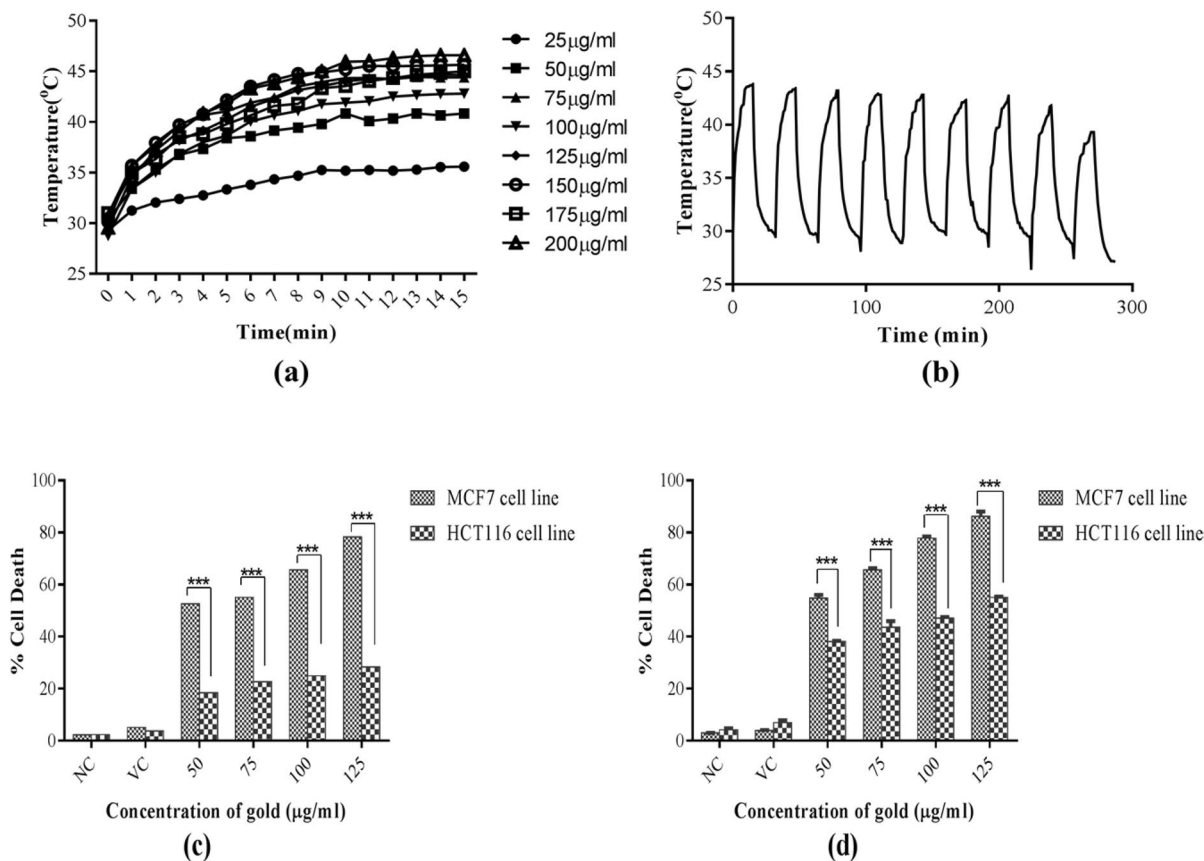 50
45
40
35
30
25
Temperature(⁰C)
0 1 2 3 4 5 6 7 8 9 10 11 12 13 14 15
Time(min)
25μg/ml
50μg/ml
75μg/ml
100μg/ml
125μg/ml
150μg/ml
175μg/ml
200μg/ml
(a)
50
45
40
35
30
25
Temperature(⁰C)
0 100 200 300
Time (min)
(b)
100
80
60
40
20
0
% Cell Death
*** *** *** ***
MCF7 cell line
HCT116 cell line
NC VC 50 75 100 125
Concentration of gold (μg/ml)
(c)
100
80
60
40
20
0
% Cell Death
*** *** *** ***
MCF7 cell line
HCT116 cell line
NC VC 50 75 100 125
Concentration of gold (μg/ml)
(d)